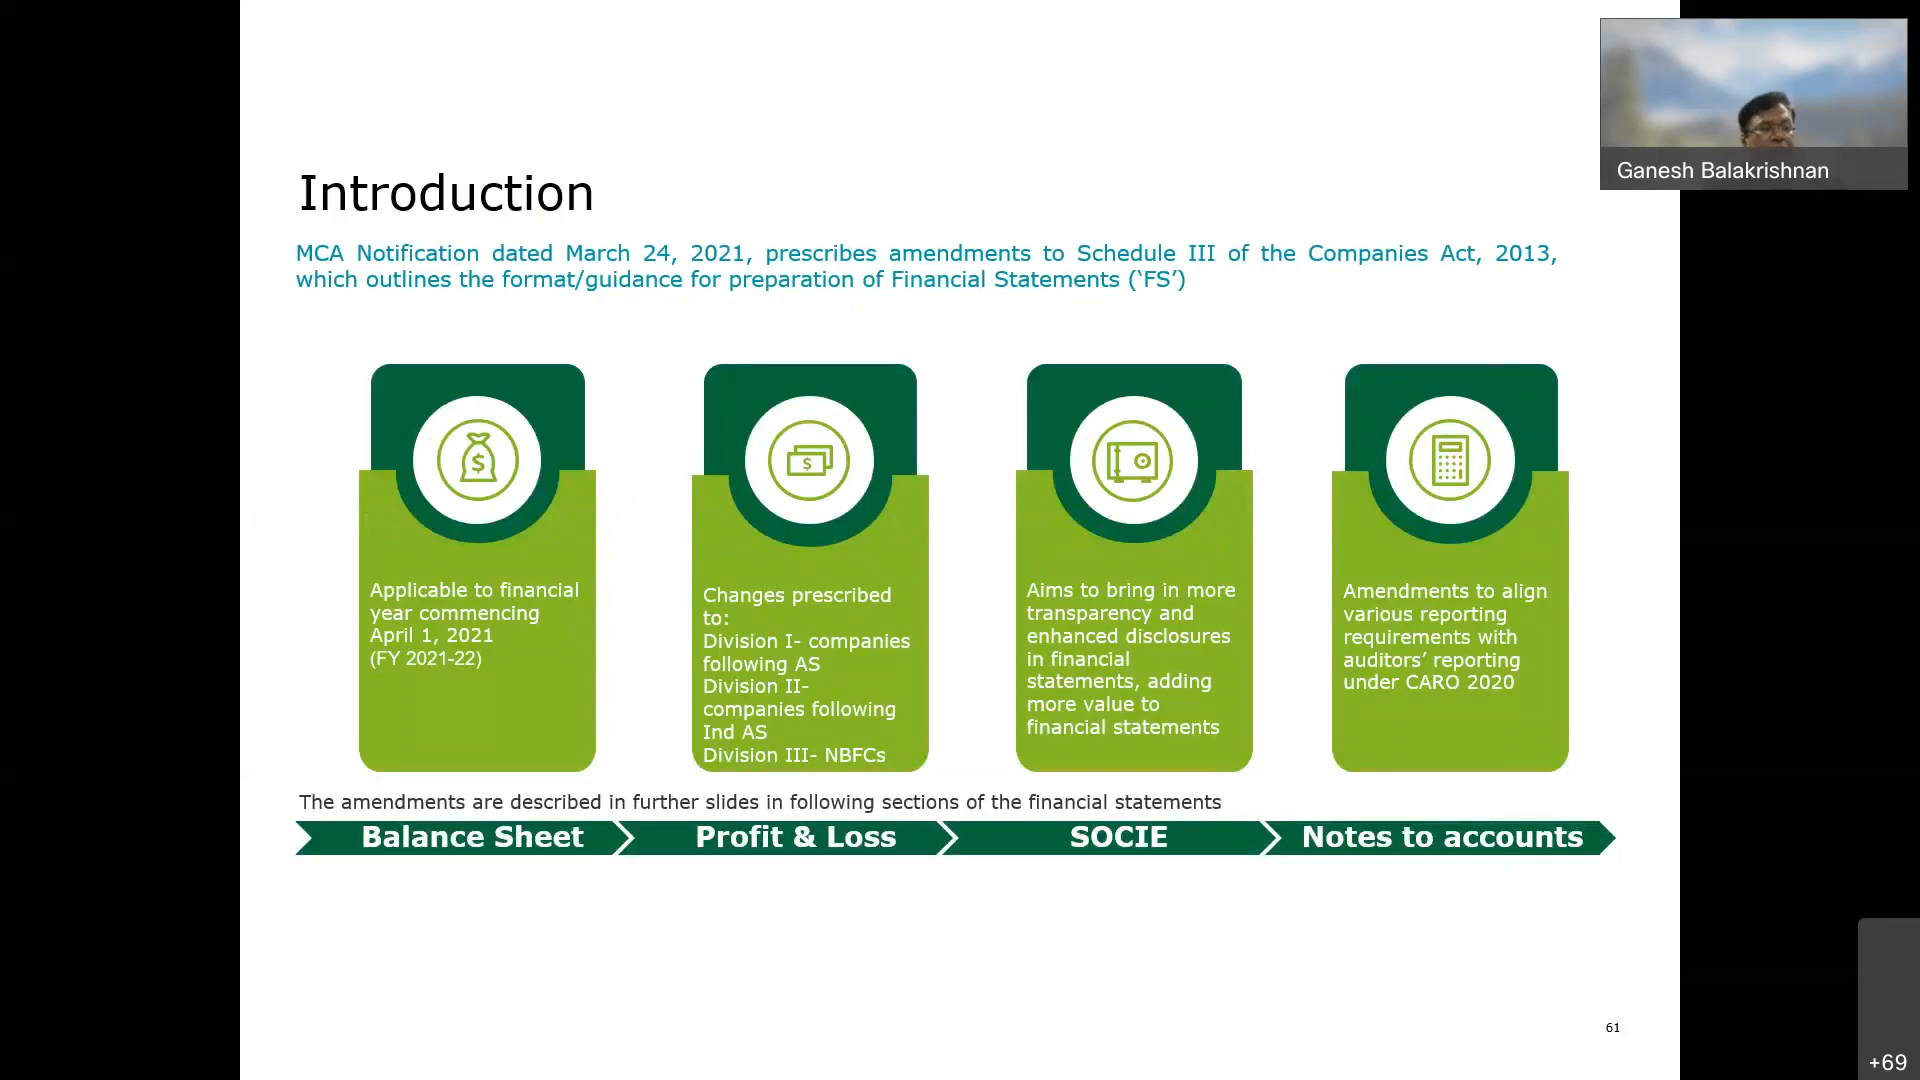 Ganesh Balakrishnan
Introduction
MCA Notification dated March 24, 2021, prescribes amendments to Schedule III of the Companies Act, 2013,
which outlines the format/guidance for preparation of Financial Statements (‘FS’)
$
Applicable to financial
year commencing
April 1, 2021
(FY 2021-22)
$
Changes prescribed
to:
Division I- companies
following AS
Division II-
companies following
Ind AS
Division III- NBFCs
Aims to bring in more
transparency and
enhanced disclosures
in financial
statements, adding
more value to
financial statements
Amendments to align
various reporting
requirements with
auditors’ reporting
under CARO 2020
The amendments are described in further slides in following sections of the financial statements
Balance Sheet
Profit & Loss
SOCIE
Notes to accounts
61
+69